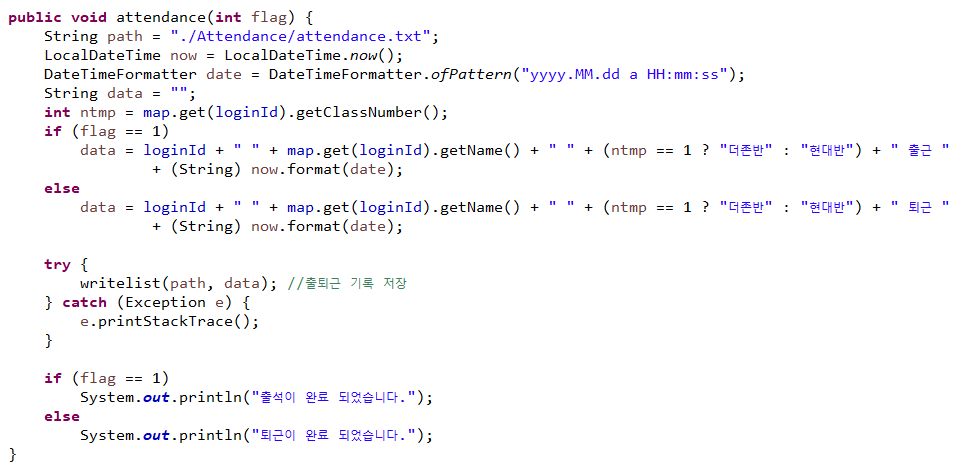 public void attendance(int flag) {
    String path = "./Attendance/attendance.txt";
    LocalDateTime now = LocalDateTime.now();
    DateTimeFormatter date = DateTimeFormatter.ofPattern("yyyy.MM.dd a HH:mm:ss");
    String data = "";
    int ntmp = map.get(loginId).getClassNumber();
    if (flag == 1)
        data = loginId + " " + map.get(loginId).getName() + " " + (ntmp == 1 ? "더존반" : "현대반") + " 출근 "
                + (String) now.format(date);
    else
        data = loginId + " " + map.get(loginId).getName() + " " + (ntmp == 1 ? "더존반" : "현대반") + " 퇴근 "
                + (String) now.format(date);

    try {
        writelist(path, data); //출퇴근 기록 저장
    } catch (Exception e) {
        e.printStackTrace();
    }

    if (flag == 1)
        System.out.println("출석이 완료 되었습니다.");
    else
        System.out.println("퇴근이 완료 되었습니다.");
}